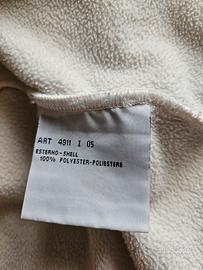 ART 4911 I 05
ESTERNO-SHELL
100% POLYESTER-POLIESTERE